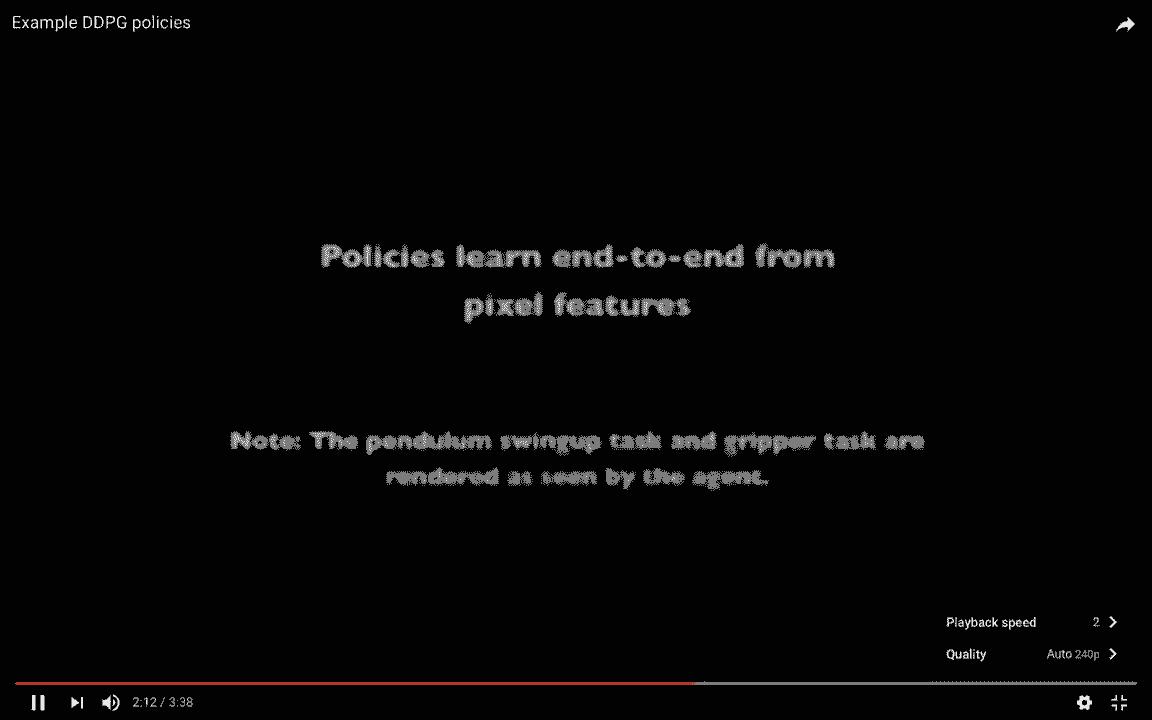 Example DDPG policies
Policies learn end-to-end from
pixel features
Note: The pendulum swingup task and gripper task are
rendered as seen by the agent.
Playback speed 2
Quality Auto 240p
2:12 / 3:38